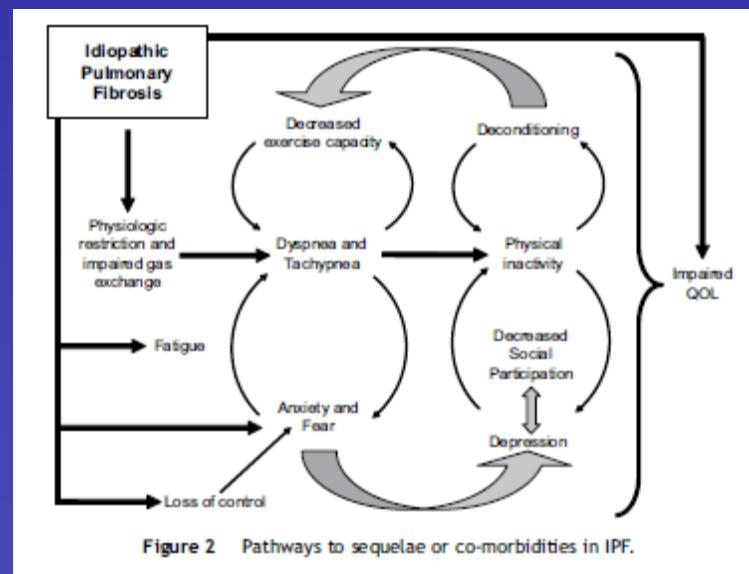 Idiopathic
Pulmonary
Fibrosis
Decreased
exercise capacity
Deconditioning
Physiologic
restriction and
impaired gas
exchange
Dyspnea and
Tachypnea
Physical
inactivity
Impaired
QOL
Fatigue
Decreased
Social
Participation
Anxiety and
Fear
Depression
Loss of control
Figure 2 Pathways to sequelae or co-morbidities in IPF.